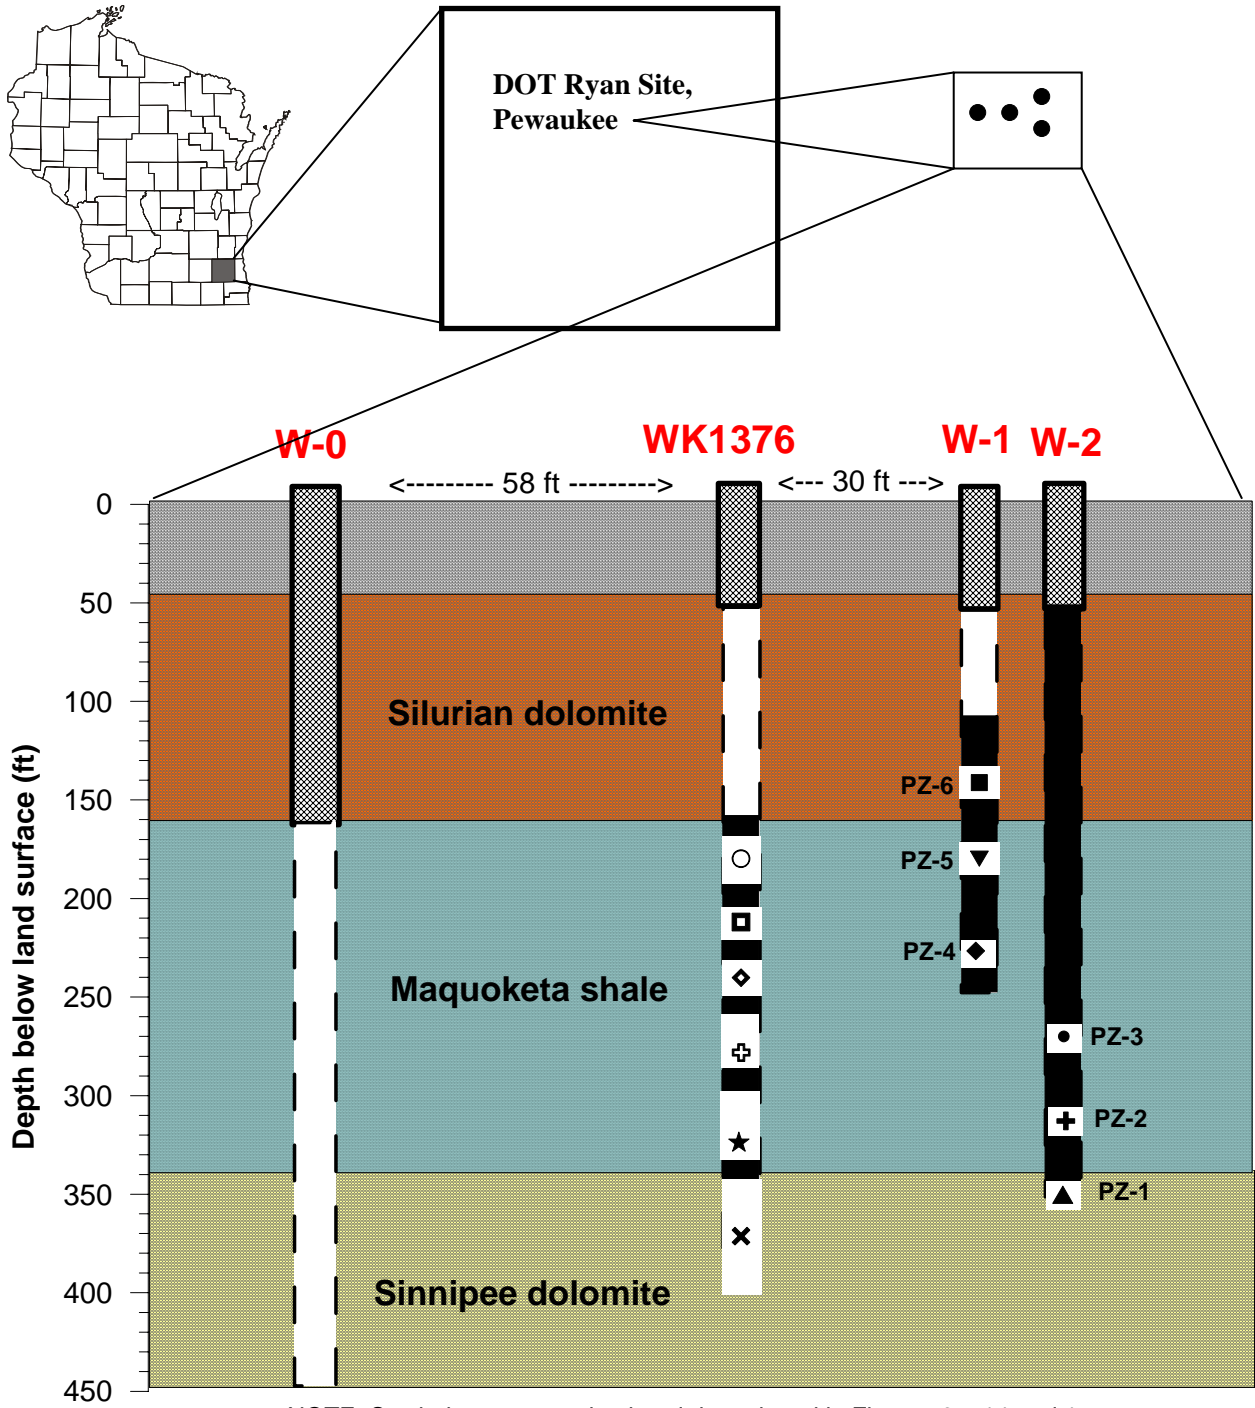 DOT Ryan Site,
Pewaukee
W-0
WK1376
W-1 W-2
<--------- 58 ft --------->
<--- 30 ft --->
0
50
100
150
200
250
300
350
400
450
Depth below land surface (ft)
Silurian dolomite
Maquoketa shale
Sinnipee dolomite
PZ-6
PZ-5
PZ-4
PZ-3
PZ-2
PZ-1